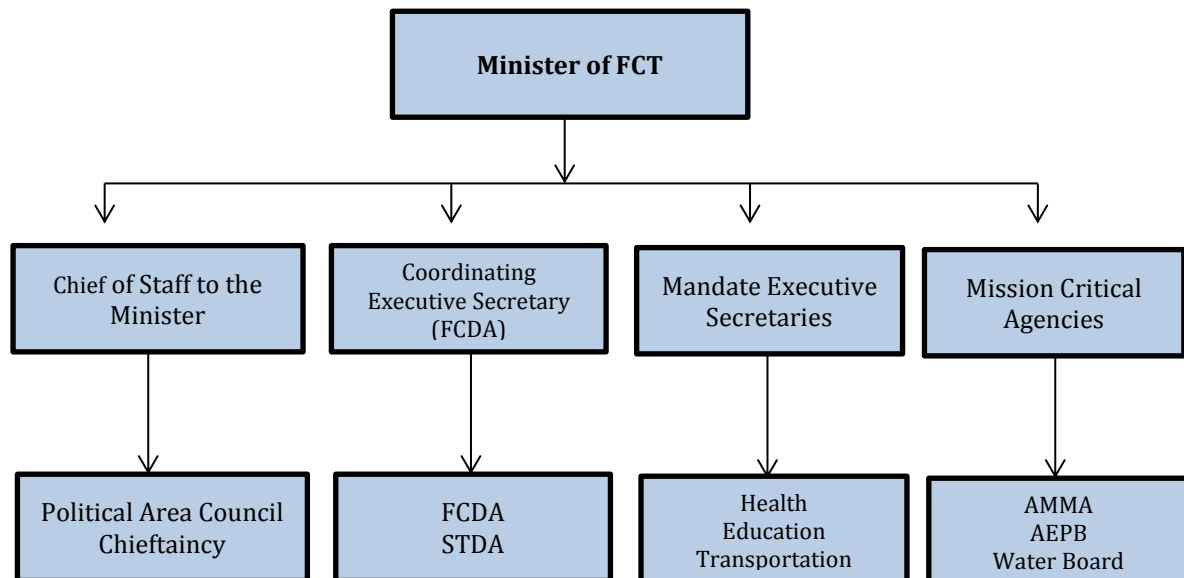 Minister of FCT
Chief of Staff to the
Minister
Coordinating
Executive Secretary
(FCDA)
Mandate Executive
Secretaries
Mission Critical
Agencies
Political Area Council
Chieftaincy
FCDA
STDA
Health
Education
Transportation
AMMA
AEPB
Water Board